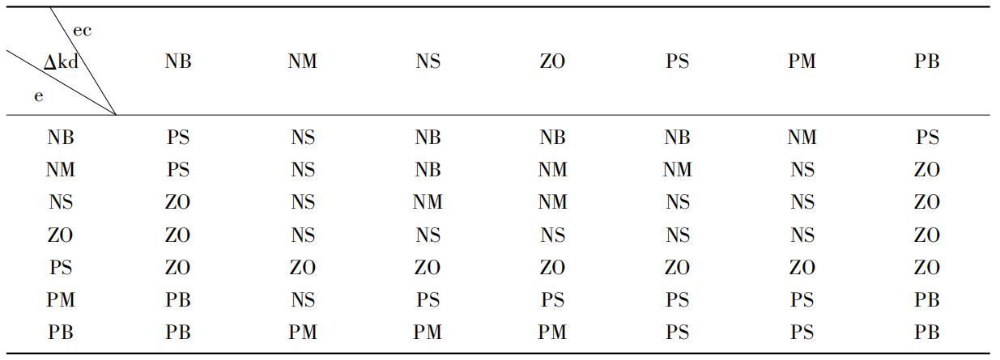 ec
Δkd NB NM NS ZO PS PM PB
e
NB PS NS NB NB NB NM PS
NM PS NS NB NM NM NS ZO
NS ZO NS NM NM NS NS ZO
ZO ZO NS NS NS NS NS ZO
PS ZO ZO ZO ZO ZO ZO ZO
PM PB NS PS PS PS PS PB
PB PB PM PM PM PS PS PB